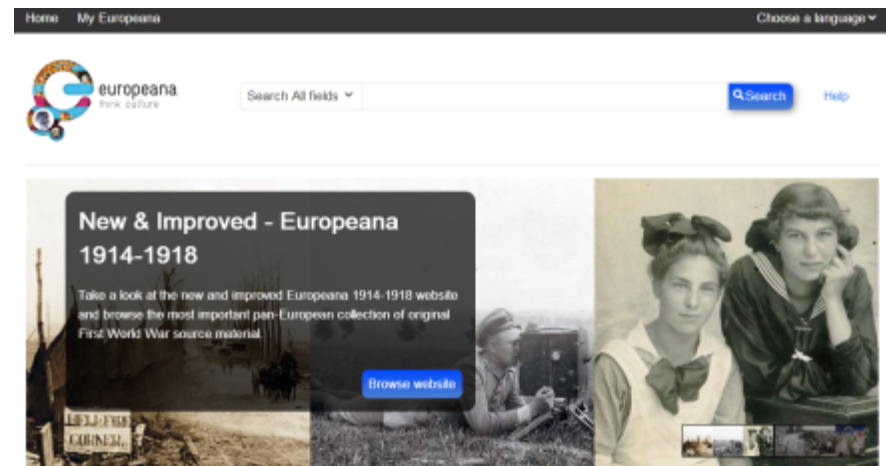 Home My Europeana Choose a language
europeana
think culture
Search All fields Search Help
New & Improved - Europeana
1914-1918
Take a look at the new and improved Europeana 1914-1918 website
and browse the most important pan-European collection of original
First World War source material.
Browse website
HELL FIRE
CORNER.